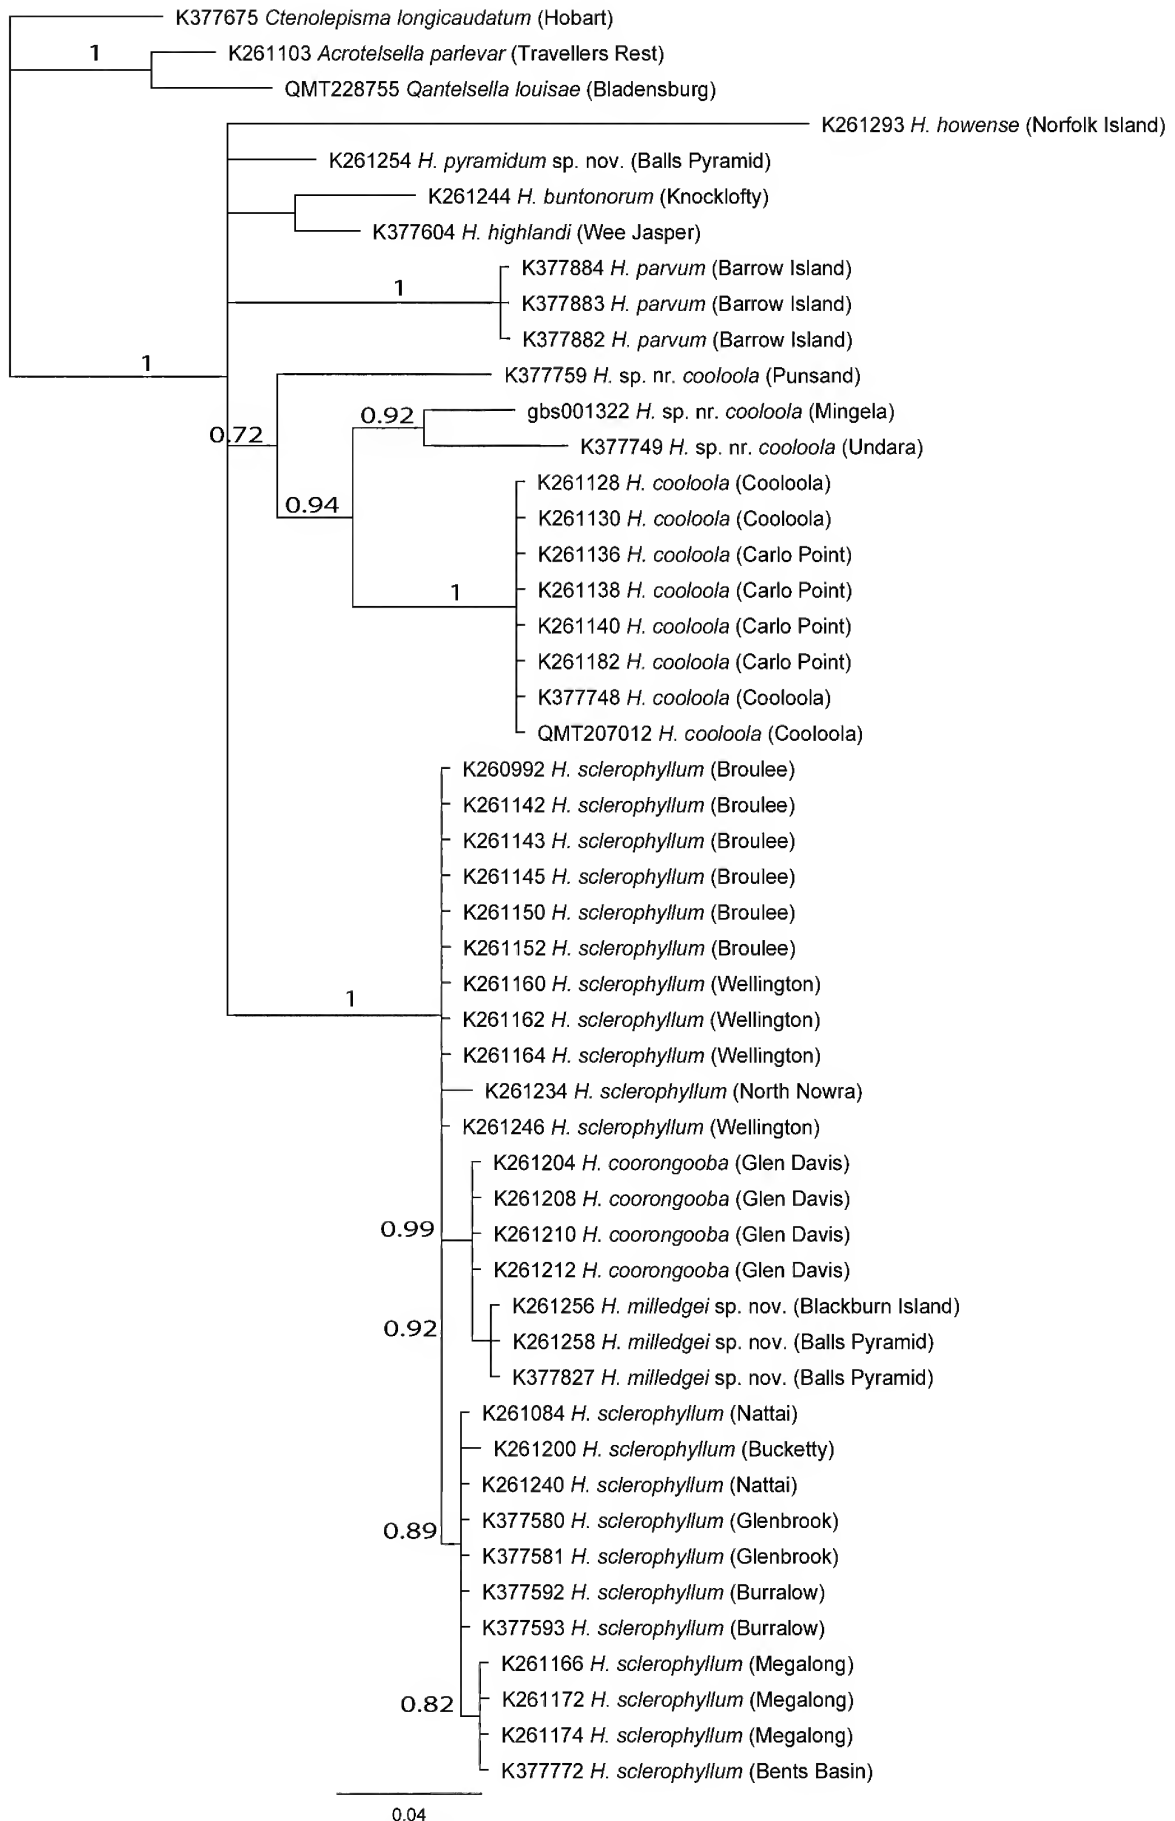 K377675 Ctenolepisma longicaudatum (Hobart)
1
K261103 Acrotelsella parlevar (Travellers Rest)
QMT228755 Qantelsella louisae (Bladensburg)
K261293 H. howense (Norfolk Island)
K261254 H. pyramidum sp. nov. (Balls Pyramid)
K261244 H. buntonorum (Knocklofty)
K377604 H. highlandi (Wee Jasper)
K377884 H. parvum (Barrow Island)
1
K377883 H. parvum (Barrow Island)
K377882 H. parvum (Barrow Island)
1
K377759 H. sp. nr. cooloola (Punsand)
0.92
gbs001322 H. sp. nr. cooloola (Mingela)
0.72
K377749 H. sp. nr. cooloola (Undara)
K261128 H. cooloola (Cooloola)
0.94
K261130 H. cooloola (Cooloola)
K261136 H. cooloola (Carlo Point)
1
K261138 H. cooloola (Carlo Point)
K261140 H. cooloola (Carlo Point)
K261182 H. cooloola (Carlo Point)
K377748 H. cooloola (Cooloola)
QMT207012 H. cooloola (Cooloola)
K260992 H. sclerophyllum (Broulee)
K261142 H. sclerophyllum (Broulee)
K261143 H. sclerophyllum (Broulee)
K261145 H. sclerophyllum (Broulee)
K261150 H. sclerophyllum (Broulee)
K261152 H. sclerophyllum (Broulee)
K261160 H. sclerophyllum (Wellington)
1
K261162 H. sclerophyllum (Wellington)
K261164 H. sclerophyllum (Wellington)
K261234 H. sclerophyllum (North Nowra)
K261246 H. sclerophyllum (Wellington)
K261204 H. coorongooba (Glen Davis)
K261208 H. coorongooba (Glen Davis)
0.99
K261210 H. coorongooba (Glen Davis)
K261212 H. coorongooba (Glen Davis)
K261256 H. milledgei sp. nov. (Blackburn Island)
0.92
K261258 H. milledgei sp. nov. (Balls Pyramid)
K377827 H. milledgei sp. nov. (Balls Pyramid)
K261084 H. sclerophyllum (Nattai)
K261200 H. sclerophyllum (Bucketty)
K261240 H. sclerophyllum (Nattai)
K377580 H. sclerophyllum (Glenbrook)
0.89
K377581 H. sclerophyllum (Glenbrook)
K377592 H. sclerophyllum (Burralow)
K377593 H. sclerophyllum (Burralow)
K261166 H. sclerophyllum (Megalong)
0.82
K261172 H. sclerophyllum (Megalong)
K261174 H. sclerophyllum (Megalong)
K377772 H. sclerophyllum (Bents Basin)
0.04